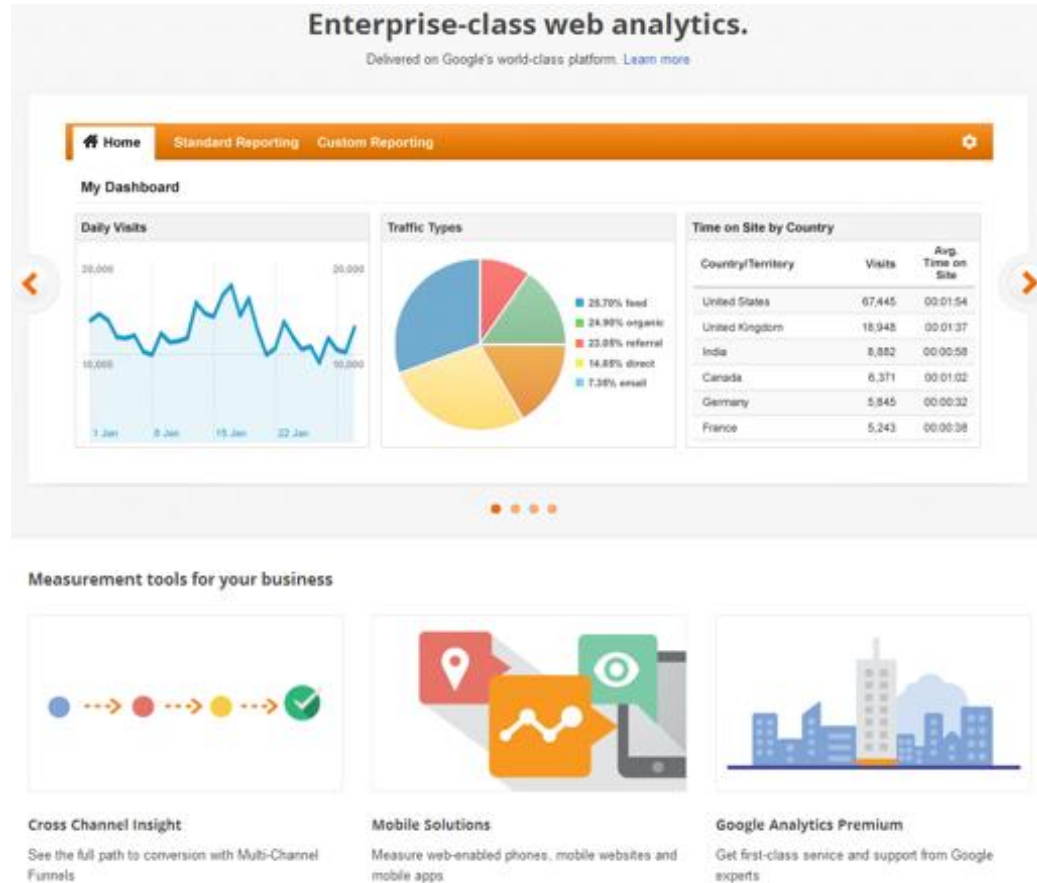 Enterprise-class web analytics.
Delivered on Google's world-class platform. Learn more
Home Standard Reporting Custom Reporting
My Dashboard
Daily Visits
20,000 20,000
10,000 10,000
1 Jan 8 Jan 15 Jan 22 Jan
Traffic Types
feed
24.90% organic
23.05% referral
direct
email
Time on Site by Country
Country/Territory Visits Avg. Time on Site
United States 67,445 00:01:54
United Kingdom 18,948 00:01:37
India 8,882 00:00:58
Canada 6,371 00:01:02
Germany 5,845 00:00:32
France 5,243 00:00:38
Measurement tools for your business
Cross Channel Insight
See the full path to conversion with Multi-Channel
Funnels
Mobile Solutions
Measure web-enabled phones, mobile websites and
mobile apps
Google Analytics Premium
Get first-class service and support from Google
experts